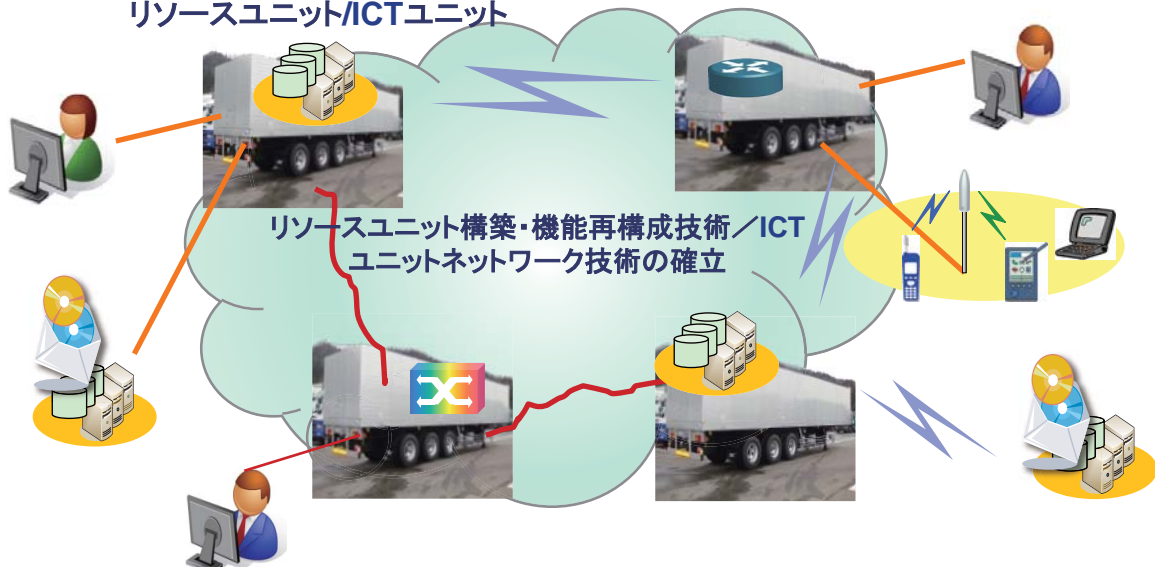 リソースユニット/ICTユニット
リソースユニット構築・機能再構成技術／ICT
ユニットネットワーク技術の確立